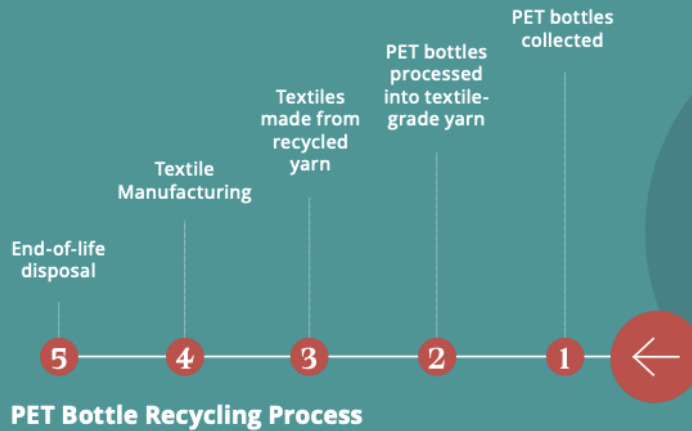 PET bottles
collected
PET bottles
processed
into textile-
grade yarn
Textiles
made from
recycled
yarn
Textile
Manufacturing
End-of-life
disposal
5
4
3
2
1
PET Bottle Recycling Process